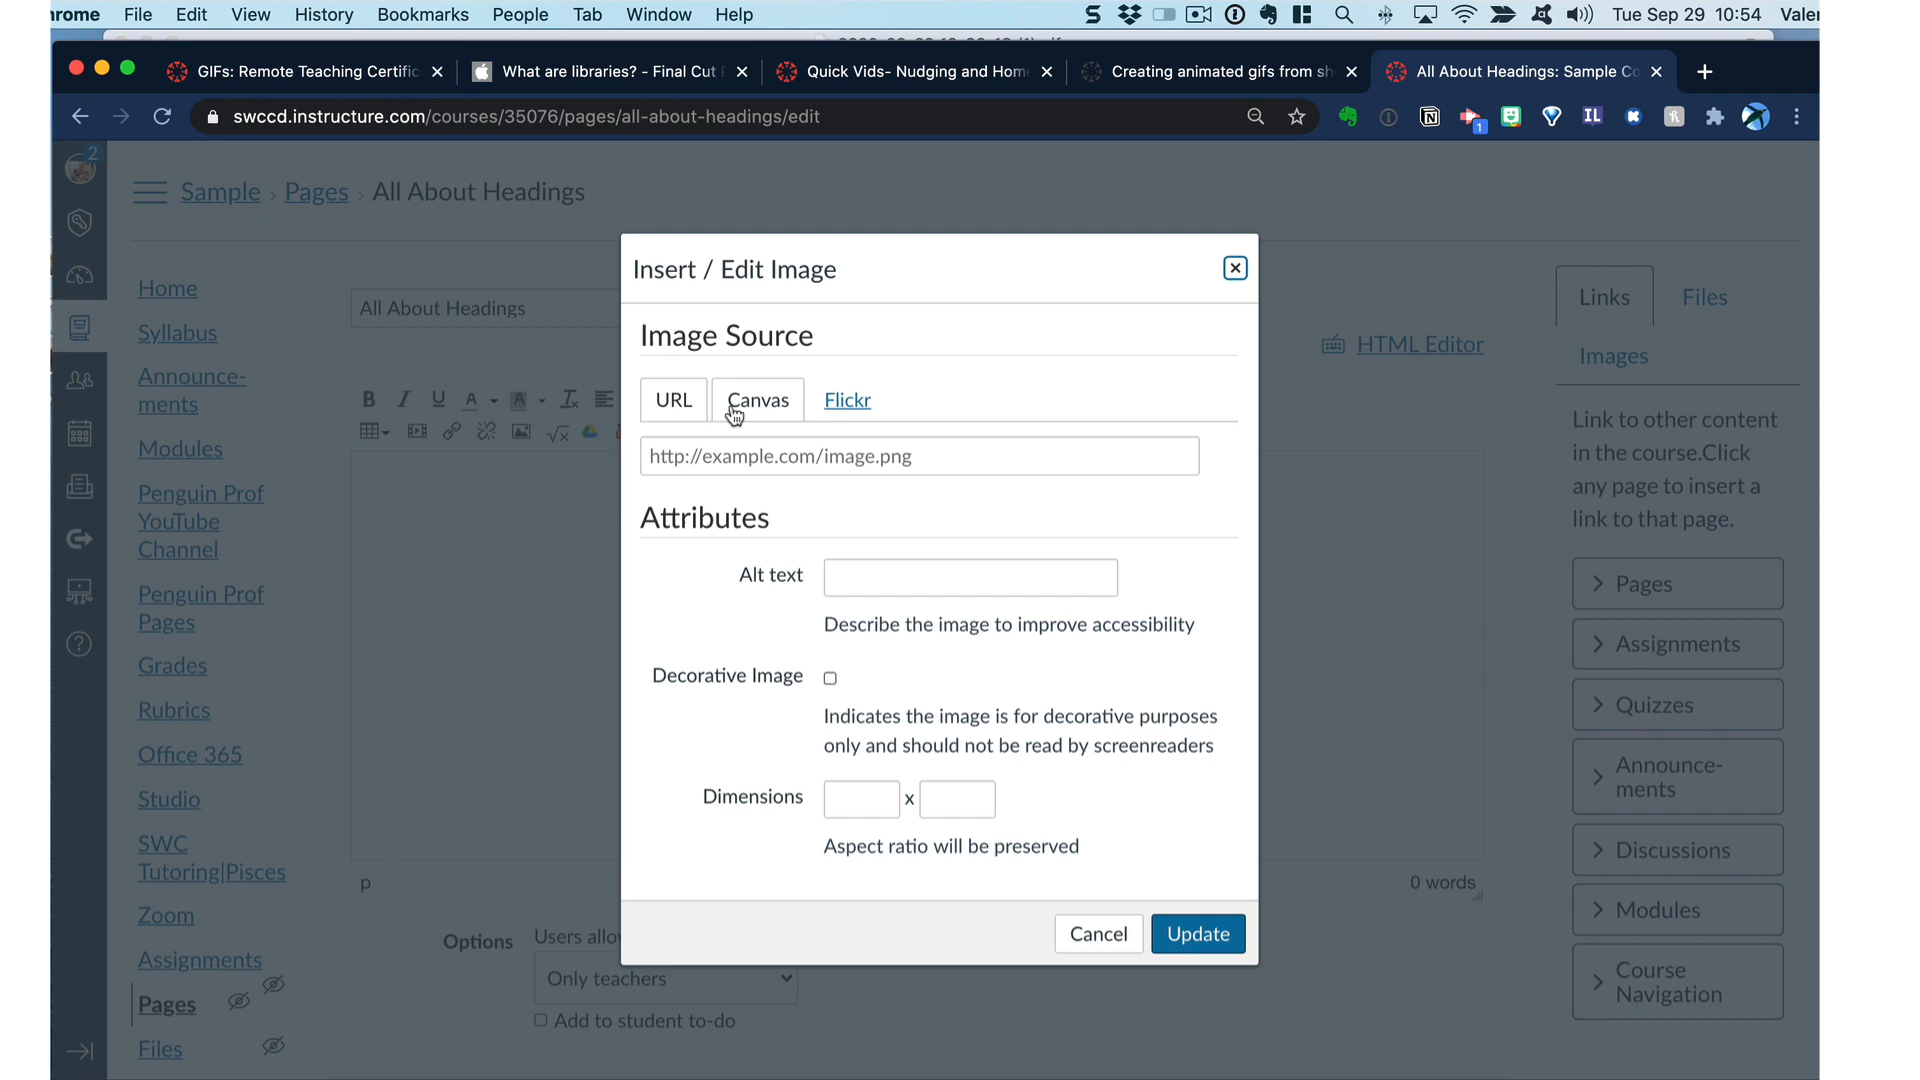 File Edit View History Bookmarks People Tab Window Help
Tue Sep 29 10:54
GIFs: Remote Teaching Certific
What are libraries? - Final Cut
Quick Vids- Nudging and Hom
Creating animated gifs from sh
All About Headings: Sample Co
swccd.instructure.com/courses/35076/pages/all-about-headings/edit
1
2
Sample › Pages › All About Headings
Home
Syllabus
Announce-
ments
Modules
Penguin Prof
YouTube
Channel
Penguin Prof
Pages
Grades
Rubrics
Office 365
Studio
SWC
Tutoring|Pisces
Zoom
Assignments
Pages
Files
All About Headings
HTML Editor
Insert / Edit Image
Image Source
URL Canvas Flickr
http://example.com/image.png
Attributes
Alt text
Describe the image to improve accessibility
Decorative Image
Indicates the image is for decorative purposes
only and should not be read by screenreaders
Dimensions x
Aspect ratio will be preserved
Cancel Update
p
0 words
Options
Users
Only teachers
Add to student to-do
Links Files
Images
Link to other content
in the course.Click
any page to insert a
link to that page.
Pages
Assignments
Quizzes
Announce-
ments
Discussions
Modules
Course
Navigation